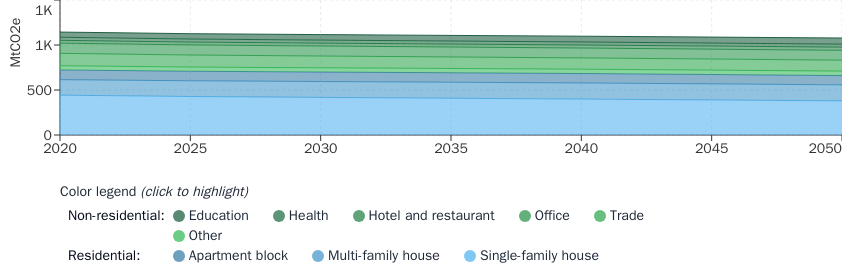 1K
1K
MtCO2e
500
0
2020 2025 2030 2035 2040 2045 2050
Color legend (click to highlight)
Non-residential: Education Health Hotel and restaurant Office Trade
Other
Residential: Apartment block Multi-family house Single-family house